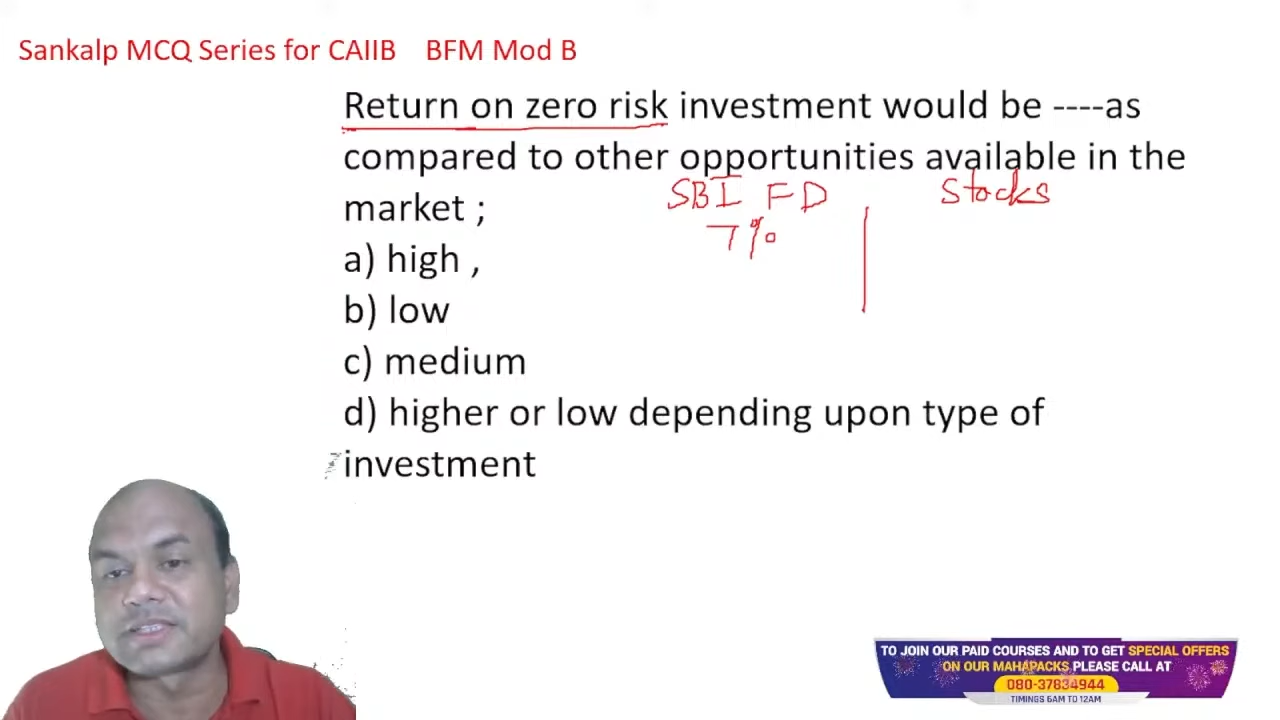 Sankalp MCQ Series for CAIIB BFM Mod B
Return on zero risk investment would be ----as
compared to other opportunities available in the
market ;
SBI FD
Stocks
7%
a) high ,
b) low
c) medium
d) higher or low depending upon type of
investment
TO JOIN OUR PAID COURSES AND TO GET SPECIAL OFFERS
ON OUR MAHAPACKS PLEASE CALL AT
080-37834944
TIMINGS 6AM TO 12AM